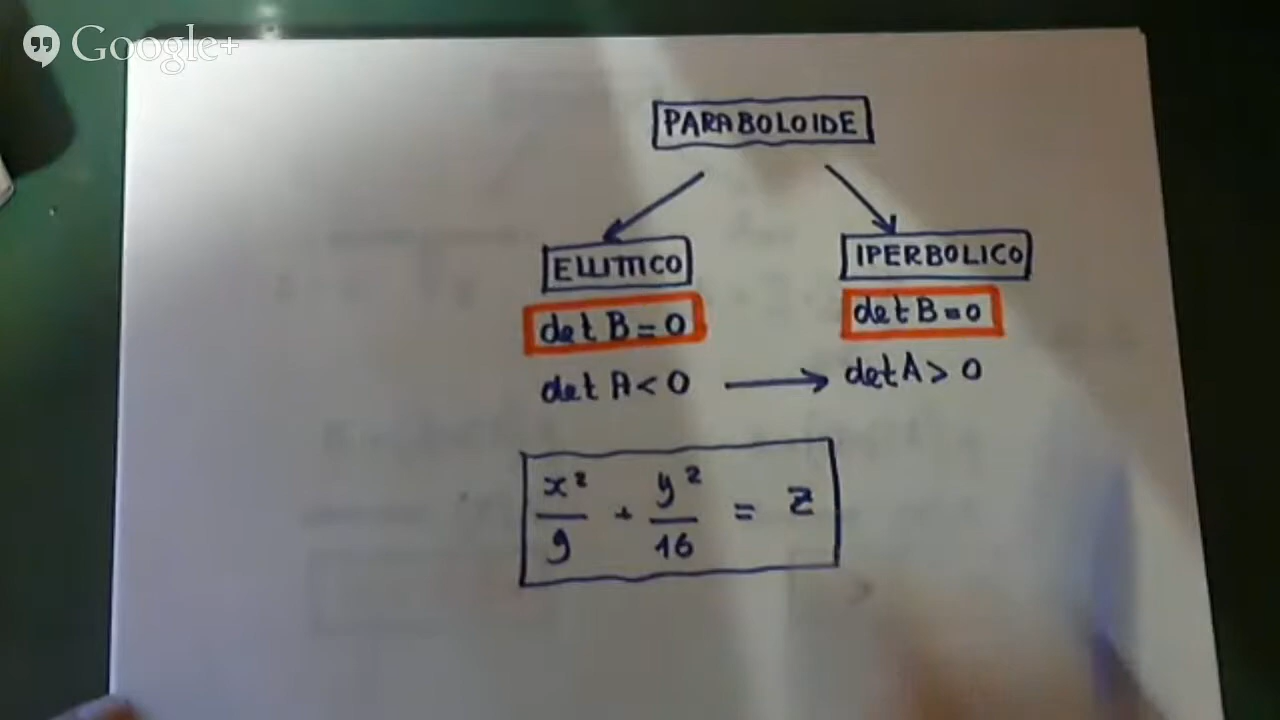 Google+
PARABOLOIDE
ELLITTICO
IPERBOLICO
det B = 0
det B = 0
det A < 0
det A > 0
x²/9 + y²/16 = z